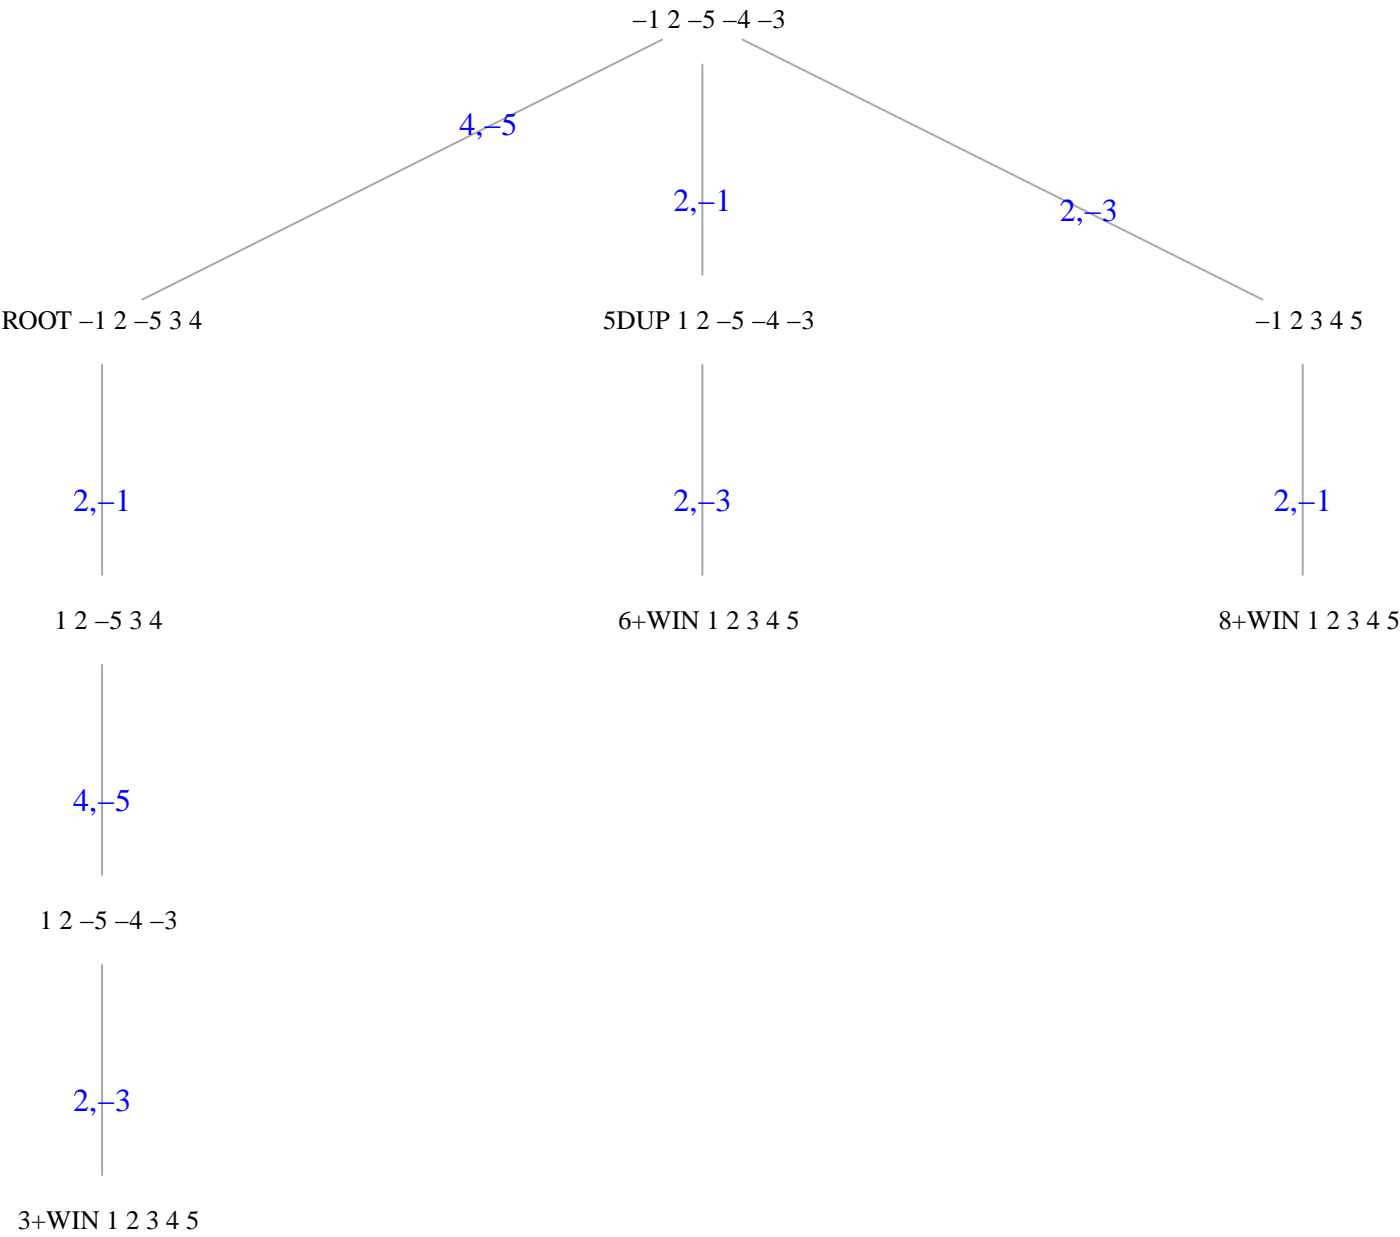 –1 2 –5 –4 –3
4,–5
2,–1
2,–3
ROOT –1 2 –5 3 4
5DUP 1 2 –5 –4 –3
–1 2 3 4 5
2,–1
2,–3
2,–1
1 2 –5 3 4
6+WIN 1 2 3 4 5
8+WIN 1 2 3 4 5
4,–5
1 2 –5 –4 –3
2,–3
3+WIN 1 2 3 4 5